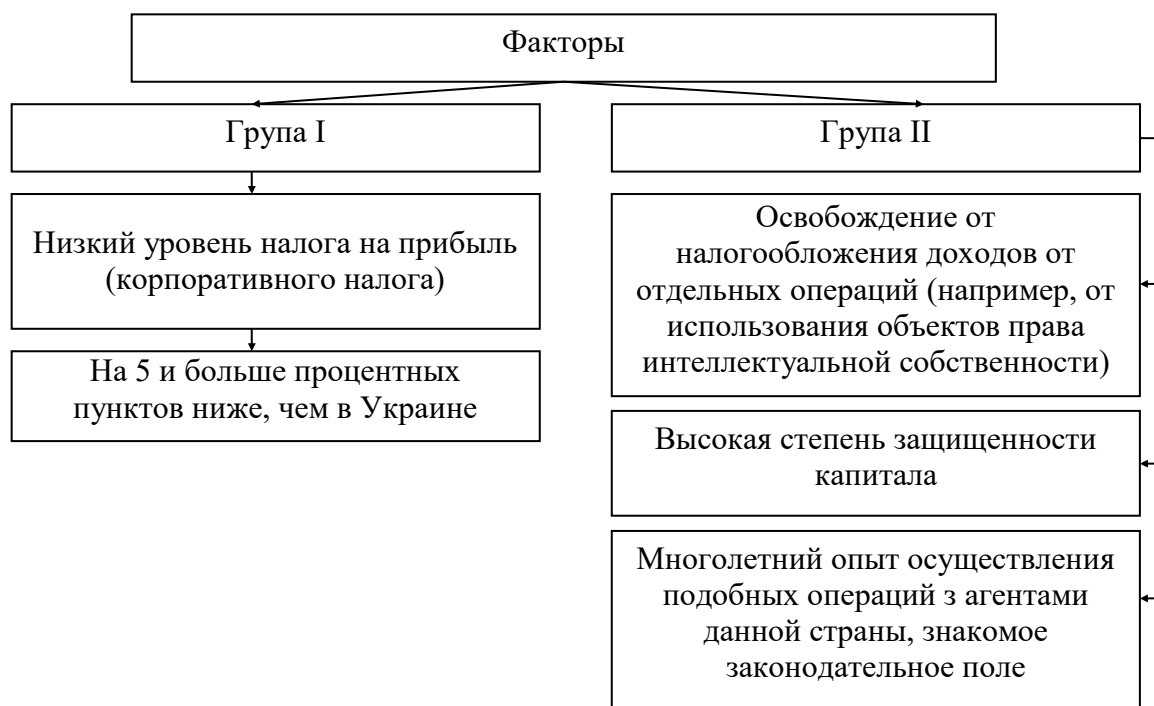 Факторы
Група I
Група II
Низкий уровень налога на прибыль
(корпоративного налога)
На 5 и больше процентных
пунктов ниже, чем в Украине
Освобождение от
налогообложения доходов от
отдельных операций (например, от
использования объектов права
интеллектуальной собственности)
Высокая степень защищенности
капитала
Многолетний опыт осуществления
подобных операций з агентами
данной страны, знакомое
законодательное поле